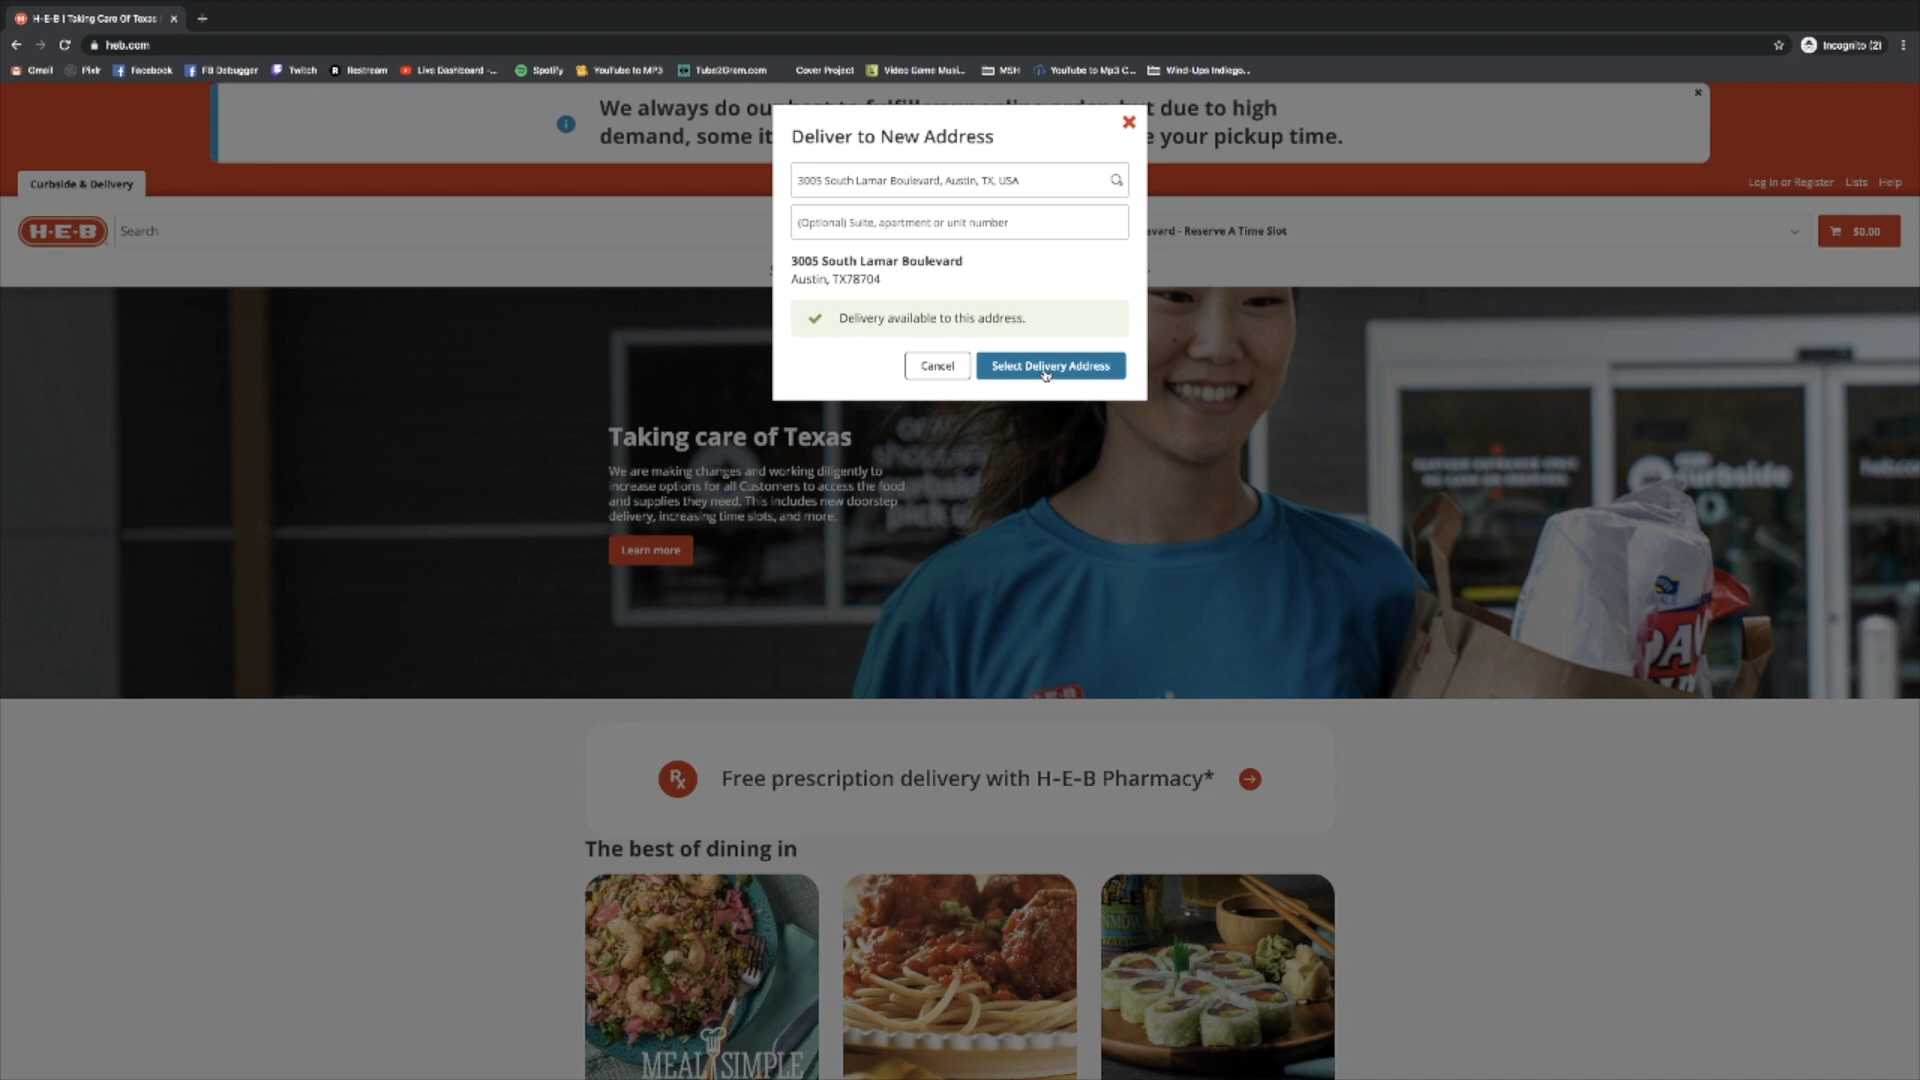 H-E-B | Taking Care Of Texas
heb.com
Incognito (2)
Gmail
Pixlr
Facebook
FB Debugger
Twitch
Restream
Live Dashboard -...
Spotify
YouTube to MP3
Tube2Gram.com
Cover Project
Video Game Musi...
MSH
YouTube to Mp3 C...
Wind-Ups Indiego...
We always do ou
t due to high
demand, some it
e your pickup time.
Curbside & Delivery
Log In or Register
Lists
Help
H-E-B
Search
evard - Reserve A Time Slot
$0.00
Deliver to New Address
3005 South Lamar Boulevard, Austin, TX, USA
(Optional) Suite, apartment or unit number
3005 South Lamar Boulevard
Austin, TX78704
Delivery available to this address.
Cancel
Select Delivery Address
Taking care of Texas
We are making changes and working diligently to
increase options for all Customers to access the food
and supplies they need. This includes new doorstep
delivery, increasing time slots, and more.
Learn more
curbside
H-E-B
Rx
Free prescription delivery with H-E-B Pharmacy*
The best of dining in
MEAL SIMPLE